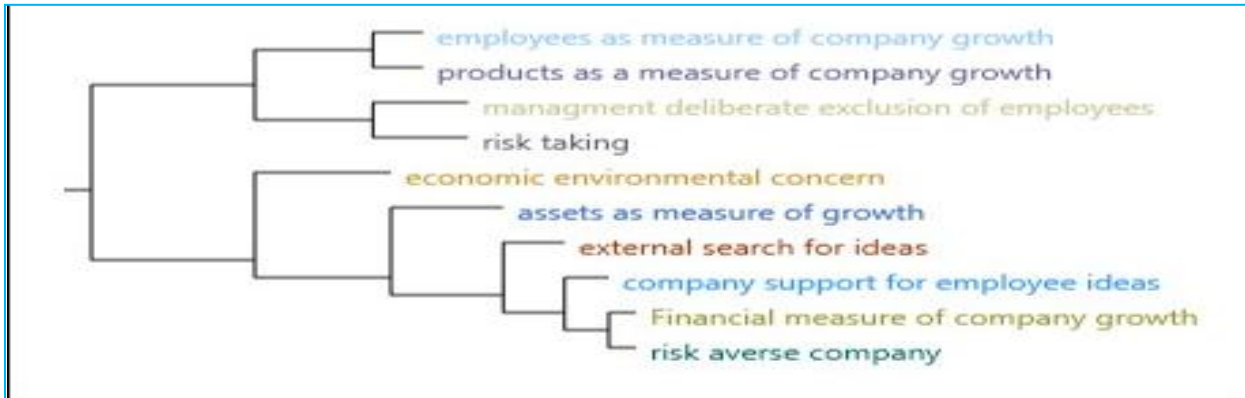 employees as measure of company growth
products as a measure of company growth
managment deliberate exclusion of employees
risk taking
economic environmental concern
assets as measure of growth
external search for ideas
company support for employee ideas
Financial measure of company growth
risk averse company